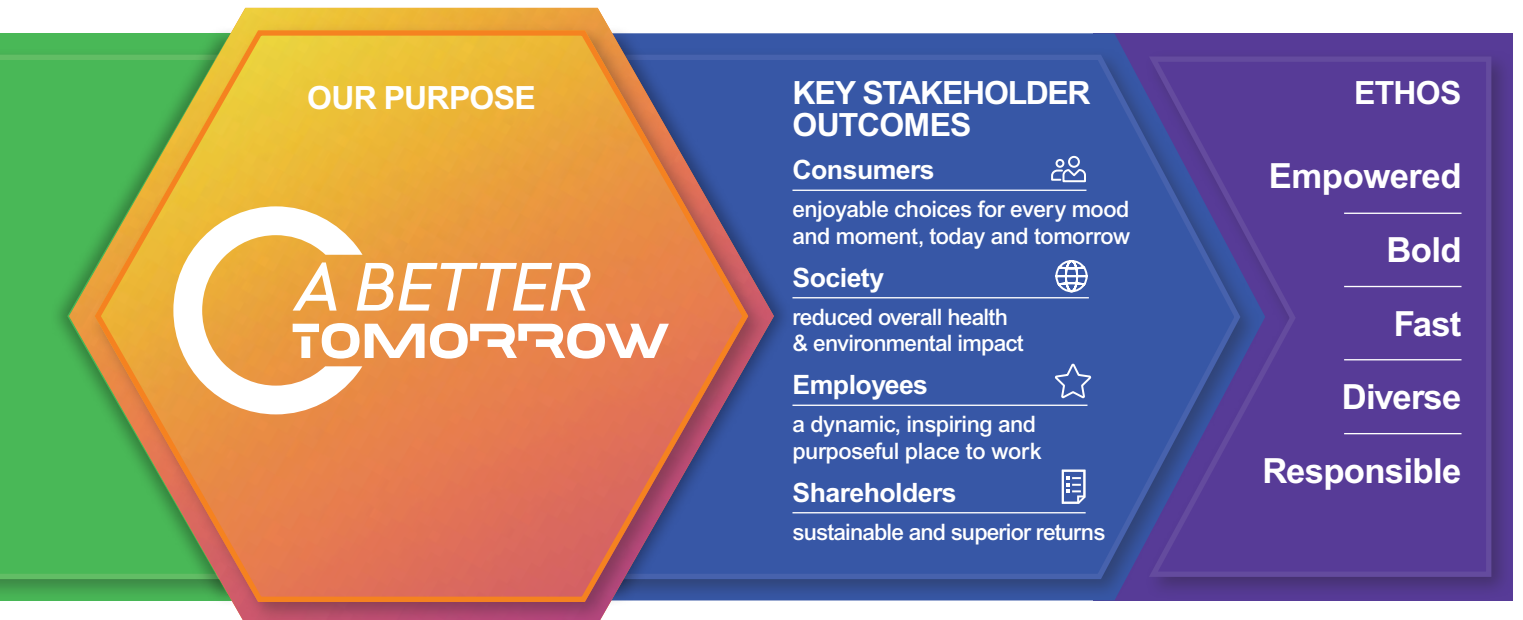 OUR PURPOSE
A BETTER
TOMORROW
KEY STAKEHOLDER
OUTCOMES
Consumers
enjoyable choices for every mood
and moment, today and tomorrow
Society
reduced overall health
& environmental impact
Employees
a dynamic, inspiring and
purposeful place to work
Shareholders
sustainable and superior returns
ETHOS
Empowered
Bold
Fast
Diverse
Responsible